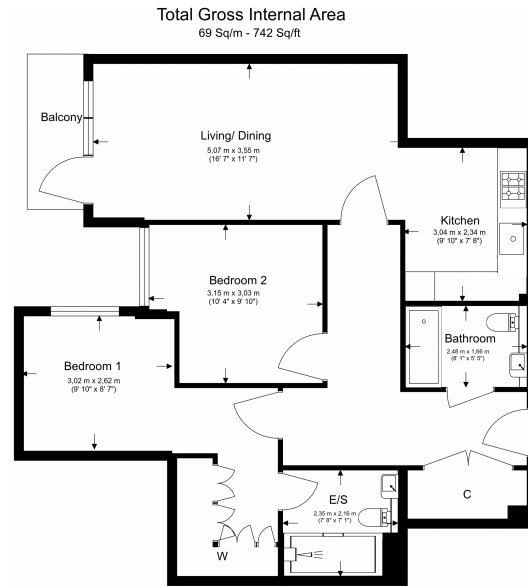 Total Gross Internal Area
69 Sq/m - 742 Sq/ft
Balcony
Living/ Dining
5,07 m x 3,55 m
(16' 7" x 11' 7")
Kitchen
3,04 m x 2,34 m
(9' 10" x 7' 8")
Bedroom 2
3,15 m x 3,03 m
(10' 4" x 9' 10")
Bathroom
2,48 m x 1,66 m
(8' 1" x 5' 5")
Bedroom 1
3,02 m x 2,62 m
(9' 10" x 8' 7")
E/S
2,35 m x 2,16 m
(7' 8" x 7' 1")
C
W